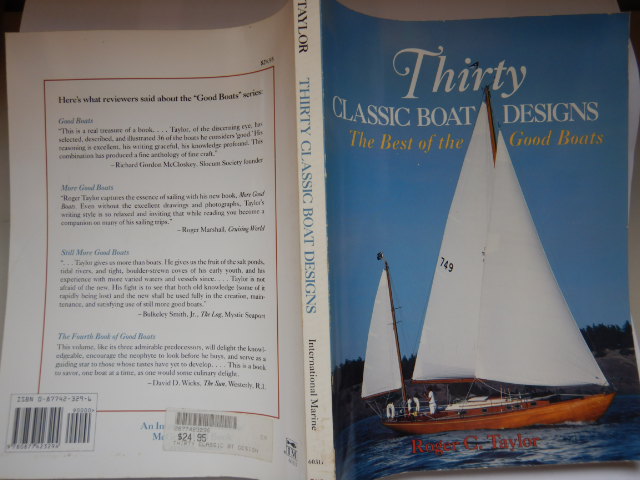 $24.95
Here's what reviewers said about the "Good Boats" series:
Good Boats
"This is a real treasure of a book. . . . Taylor, of the discerning eye, has
selected, described, and illustrated 36 of the boats he considers 'good.' His
reasoning is excellent, his writing graceful, his knowledge profound. This
combination has produced a fine anthology of fine craft."
—Richard Gordon McCloskey, Slocum Society founder
More Good Boats
"Roger Taylor captures the essence of sailing with his new book, More Good
Boats. Even without the excellent drawings and photographs, Taylor's
writing style is so relaxed and inviting that while reading you become a
companion on many of his sailing trips."
—Roger Marshall, Cruising World
Still More Good Boats
". . . Taylor gives us more than boats. He gives us the fruit of the salt ponds,
tidal rivers, and tight, boulder-strewn coves of his early youth, and his
experience with more varied waters and vessels since. . . . Taylor is not
afraid of the new. His fight is to see that both old knowledge (some of it
rapidly being lost) and the new shall be used fully in the creation, main-
tenance, and satisfying use of still more good boats."
—Bulkeley Smith, Jr., The Log, Mystic Seaport
The Fourth Book of Good Boats
This volume, like its three admirable predecessors, will delight the knowl-
edgeable, encourage the neophyte to look before he buys, and serve as a
guiding star to those whose tastes have yet to develop. . . . This is a book
to savor, one boat at a time, as one would some culinary delight.
—David D. Wicks, The Sun, Westerly, R.I.
ISBN 0-87742-329-6
90000>
9 780877 423294
An In
Mc
0877423296
$24.95
THIRTY CLASSIC BT DESIGN
TAYLOR
THIRTY CLASSIC BOAT DESIGNS
International Marine
Thirty
CLASSIC BOAT DESIGNS
The Best of the Good Boats
749
Roger C. Taylor